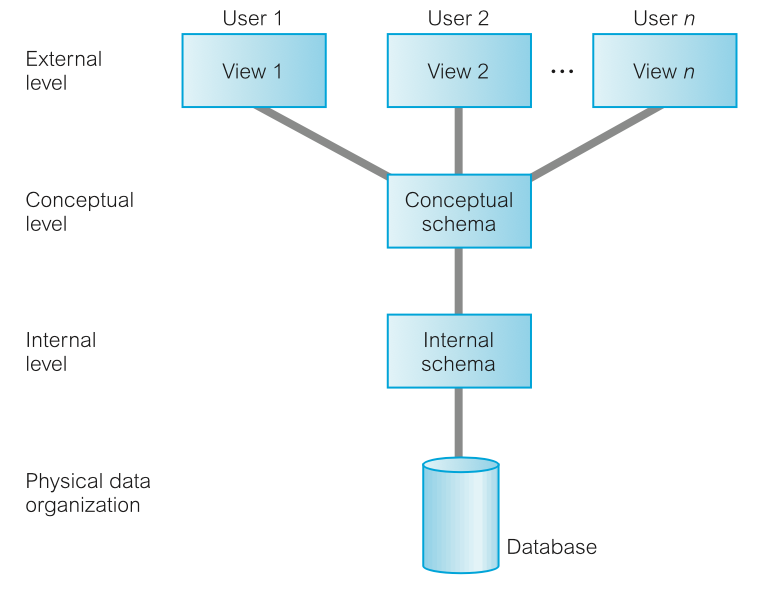 User 1
User 2
User n
External
level
View 1
View 2
...
View n
Conceptual
level
Conceptual
schema
Internal
level
Internal
schema
Physical data
organization
Database